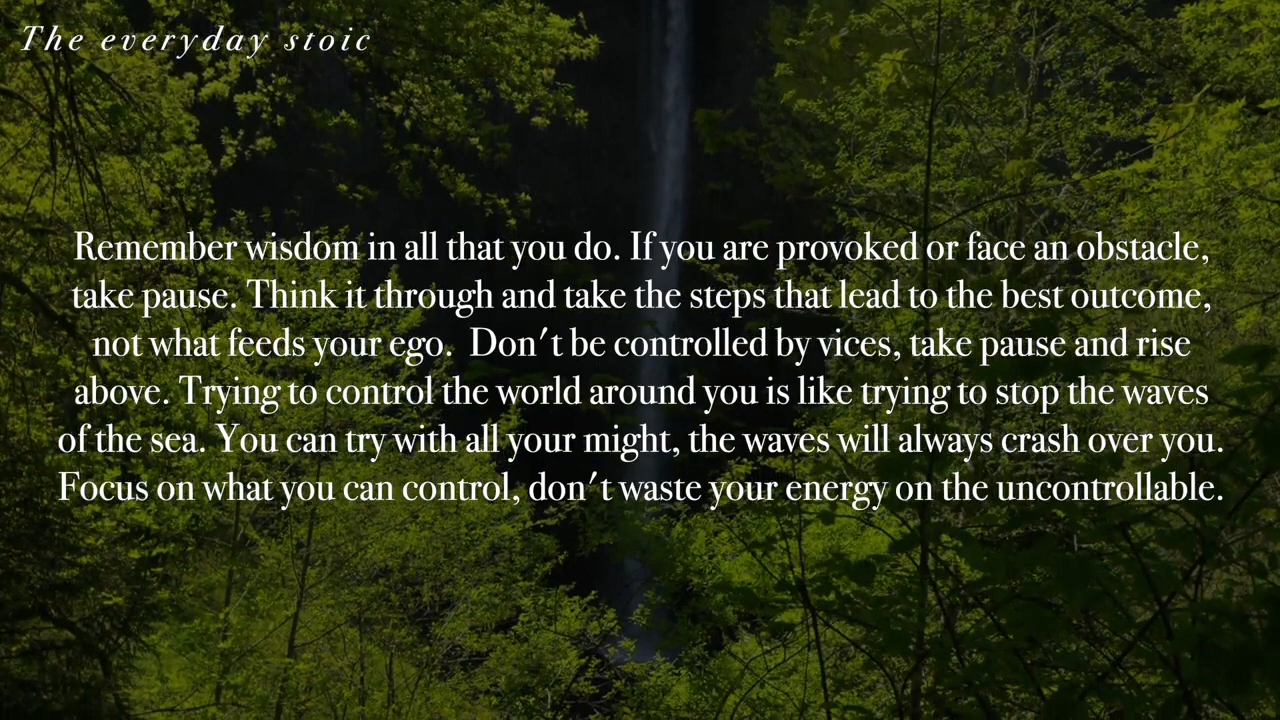 The everyday stoic
Remember wisdom in all that you do. If you are provoked or face an obstacle,
take pause. Think it through and take the steps that lead to the best outcome,
not what feeds your ego.  Don't be controlled by vices, take pause and rise
above. Trying to control the world around you is like trying to stop the waves
of the sea. You can try with all your might, the waves will always crash over you.
Focus on what you can control, don't waste your energy on the uncontrollable.